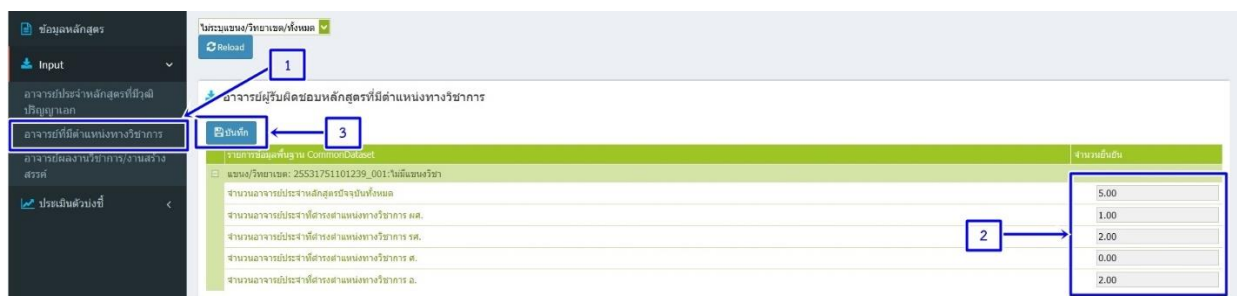 ข้อมูลหลักสูตร
Input
อาจารย์ประจำหลักสูตรที่มีวุฒิ
ปริญญาเอก
อาจารย์ที่มีตำแหน่งทางวิชาการ
อาจารย์ผลงานวิชาการ/งานสร้าง
สรรค์
ประเมินตัวบ่งชี้
ไม่ระบุแขนง/วิทยาเขต/ทั้งหมด
Reload
1
อาจารย์ผู้รับผิดชอบหลักสูตรที่มีตำแหน่งทางวิชาการ
บันทึก
3
รายการข้อมูลพื้นฐาน CommonDataset จำนวนยืนยัน
แขนง/วิทยาเขต: 25531751101239_001:ไม่มีแขนงวิชา
จำนวนอาจารย์ประจำหลักสูตรปัจจุบันทั้งหมด 5.00
จำนวนอาจารย์ประจำที่ดำรงตำแหน่งทางวิชาการ ผศ. 1.00
จำนวนอาจารย์ประจำที่ดำรงตำแหน่งทางวิชาการ รศ. 2.00
2
จำนวนอาจารย์ประจำที่ดำรงตำแหน่งทางวิชาการ ศ. 0.00
จำนวนอาจารย์ประจำที่ดำรงตำแหน่งทางวิชาการ อ. 2.00